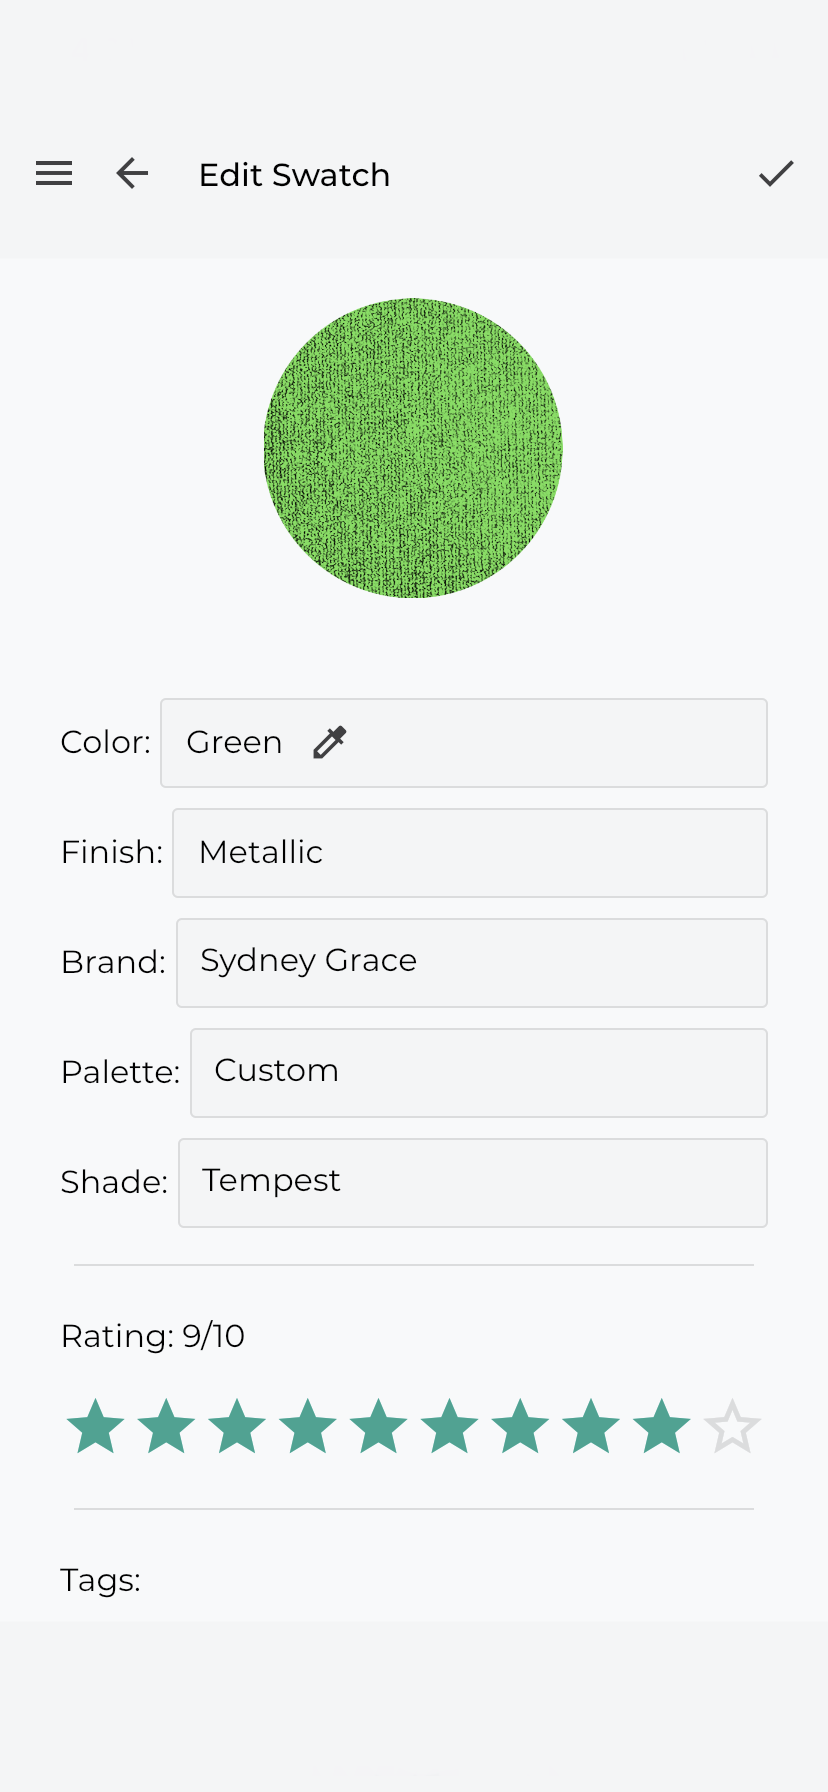 Edit Swatch
Color: Green
Finish: Metallic
Brand: Sydney Grace
Palette: Custom
Shade: Tempest
Rating: 9/10
Tags: